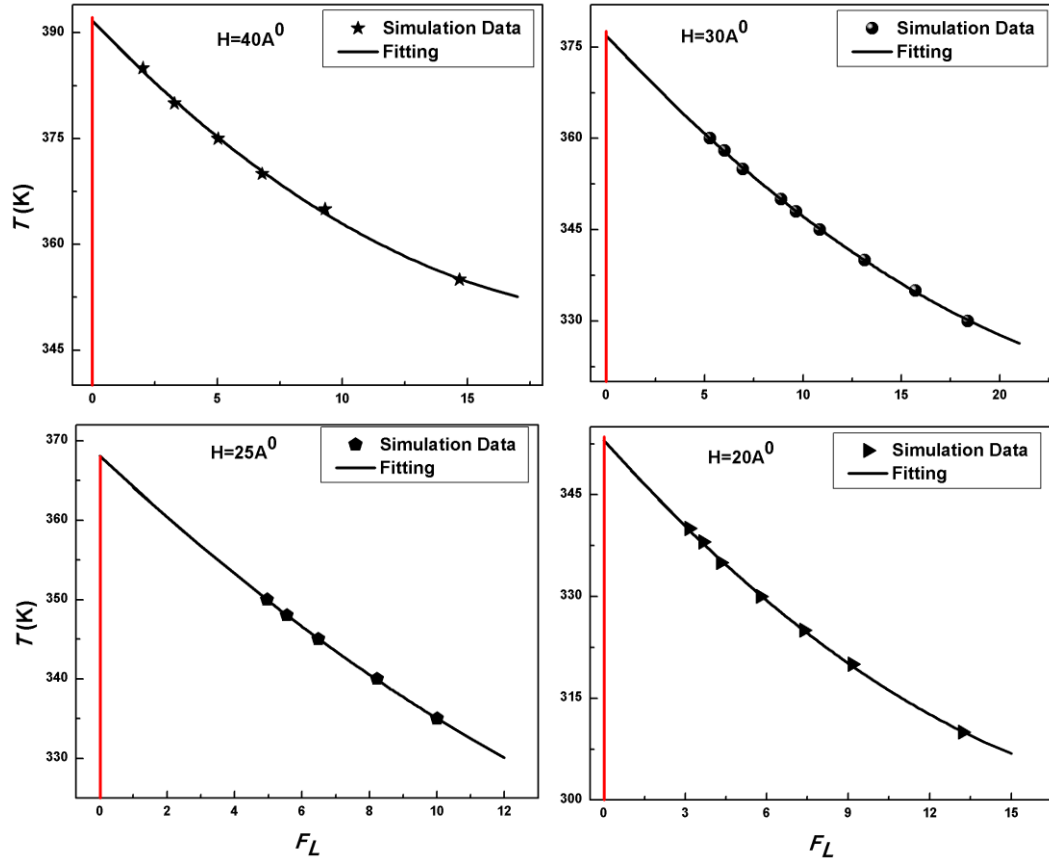 H=40A⁰
Simulation Data
Fitting
390
375
360
345
T (K)
0
5
10
15
H=30A⁰
Simulation Data
Fitting
375
360
345
330
0
5
10
15
20
H=25A⁰
Simulation Data
Fitting
370
360
350
340
330
T (K)
0
2
4
6
8
10
12
F_L
H=20A⁰
Simulation Data
Fitting
345
330
315
300
0
3
6
9
12
15
F_L